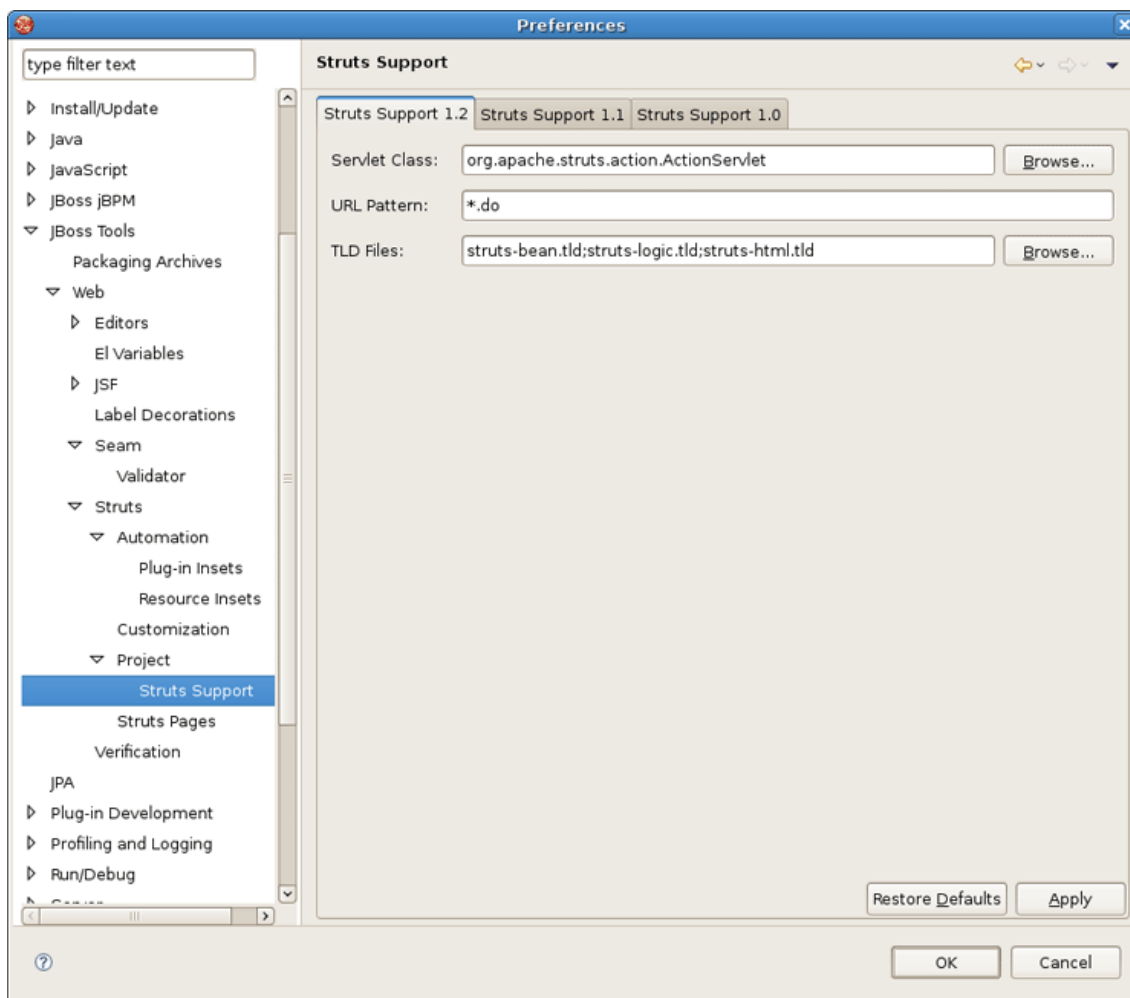 Preferences
type filter text
Install/Update
Java
JavaScript
JBoss jBPM
JBoss Tools
Packaging Archives
Web
Editors
El Variables
JSF
Label Decorations
Seam
Validator
Struts
Automation
Plug-in Insets
Resource Insets
Customization
Project
Struts Support
Struts Pages
Verification
JPA
Plug-in Development
Profiling and Logging
Run/Debug
Struts Support
Struts Support 1.2 Struts Support 1.1 Struts Support 1.0
Servlet Class: org.apache.struts.action.ActionServlet Browse...
URL Pattern: *.do
TLD Files: struts-bean.tld;struts-logic.tld;struts-html.tld Browse...
Restore Defaults Apply
OK Cancel